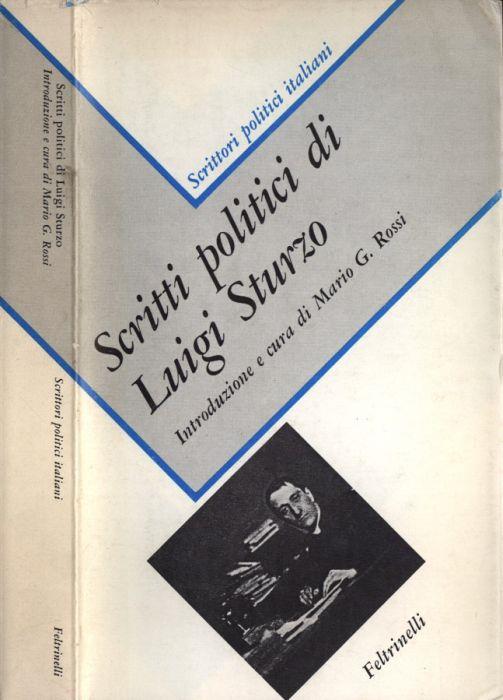 Scritti politici di Luigi Sturzo
Introduzione e cura di Mario G. Rossi
Scrittori politici italiani
Feltrinelli
Scrittori politici italiani
Scritti politici di
Luigi Sturzo
Introduzione e cura di Mario G. Rossi
Feltrinelli